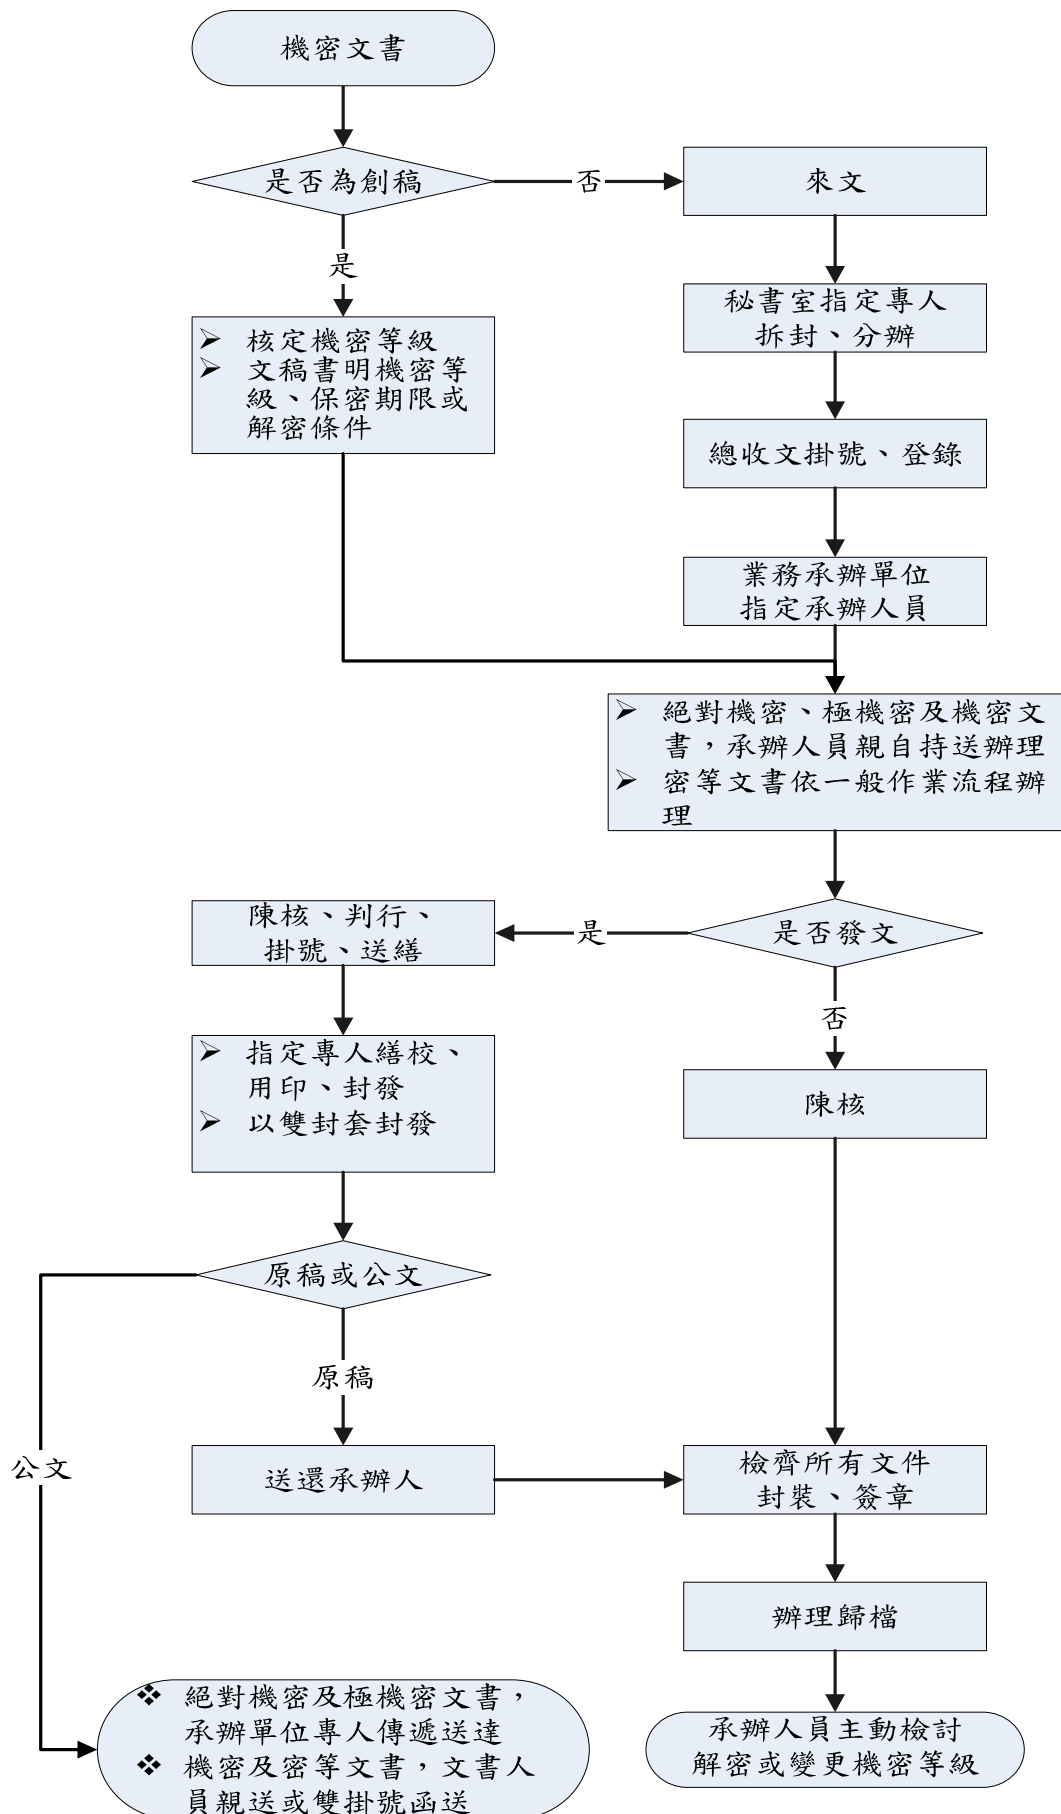 機密文書
是否為創稿
否
來文
是
秘書室指定專人
拆封、分辦
➢ 核定機密等級
➢ 文稿書明機密等
級、保密期限或
解密條件
總收文掛號、登錄
業務承辦單位
指定承辦人員
➢ 絕對機密、極機密及機密文
書，承辦人員親自持送辦理
➢ 密等文書依一般作業流程辦
理
是否發文
是
陳核、判行、
掛號、送繕
否
➢ 指定專人繕校、
用印、封發
➢ 以雙封套封發
陳核
原稿或公文
原稿
公文
送還承辦人
檢齊所有文件
封裝、簽章
辦理歸檔
❖ 絕對機密及極機密文書，
承辦單位專人傳遞送達
❖ 機密及密等文書，文書人
員親送或雙掛號函送
承辦人員主動檢討
解密或變更機密等級